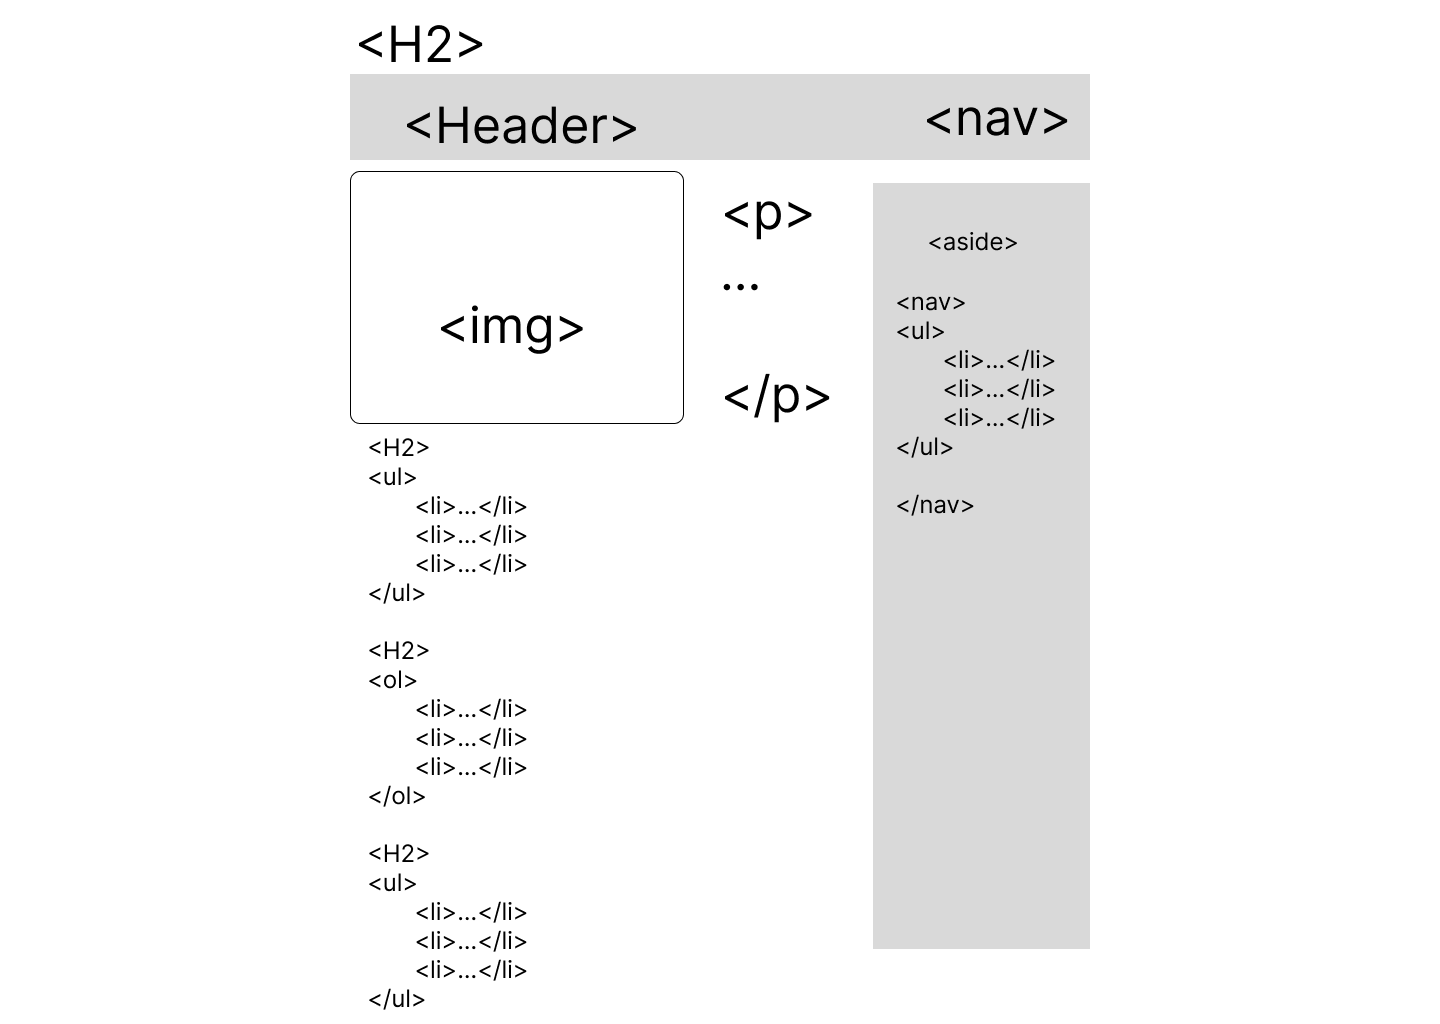 <H2>
<Header>
<nav>
<img>
<p>
...
</p>
<H2>
<ul>
<li>...</li>
<li>...</li>
<li>...</li>
</ul>
<H2>
<ol>
<li>...</li>
<li>...</li>
<li>...</li>
</ol>
<H2>
<ul>
<li>...</li>
<li>...</li>
<li>...</li>
</ul>
<aside>
<nav>
<ul>
<li>...</li>
<li>...</li>
<li>...</li>
</ul>
</nav>